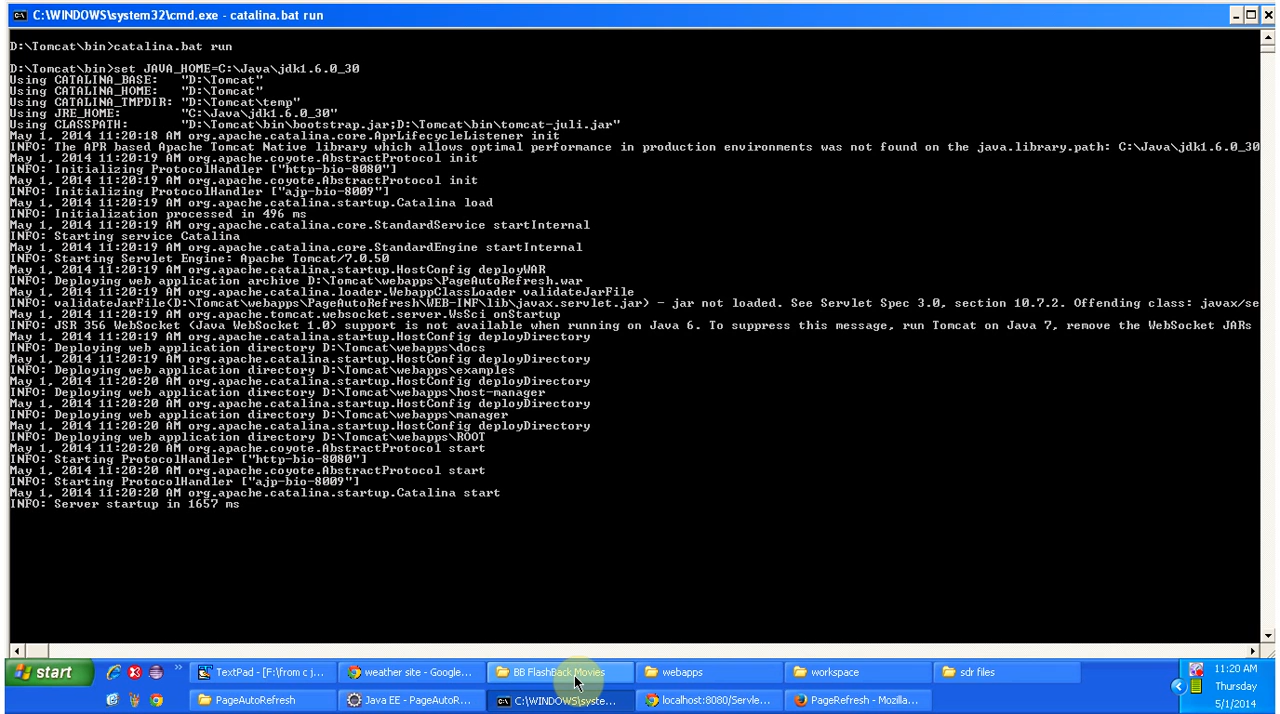 C:\WINDOWS\system32\cmd.exe - catalina.bat run
D:\Tomcat\bin>catalina.bat run
D:\Tomcat\bin>set JAVA_HOME=C:\Java\jdk1.6.0_30
Using CATALINA_BASE:   "D:\Tomcat"
Using CATALINA_HOME:   "D:\Tomcat"
Using CATALINA_TMPDIR: "D:\Tomcat\temp"
Using JRE_HOME:        "C:\Java\jdk1.6.0_30"
Using CLASSPATH:       "D:\Tomcat\bin\bootstrap.jar;D:\Tomcat\bin\tomcat-juli.jar"
May 1, 2014 11:20:18 AM org.apache.catalina.core.AprLifecycleListener init
INFO: The APR based Apache Tomcat Native library which allows optimal performance in production environments was not found on the java.library.path: C:\Java\jdk1.6.0_30
May 1, 2014 11:20:19 AM org.apache.coyote.AbstractProtocol init
INFO: Initializing ProtocolHandler ["http-bio-8080"]
May 1, 2014 11:20:19 AM org.apache.coyote.AbstractProtocol init
INFO: Initializing ProtocolHandler ["ajp-bio-8009"]
May 1, 2014 11:20:19 AM org.apache.catalina.startup.Catalina load
INFO: Initialization processed in 496 ms
May 1, 2014 11:20:19 AM org.apache.catalina.core.StandardService startInternal
INFO: Starting service Catalina
May 1, 2014 11:20:19 AM org.apache.catalina.core.StandardEngine startInternal
INFO: Starting Servlet Engine: Apache Tomcat/7.0.50
May 1, 2014 11:20:19 AM org.apache.catalina.startup.HostConfig deployWAR
INFO: Deploying web application archive D:\Tomcat\webapps\PageAutoRefresh.war
May 1, 2014 11:20:19 AM org.apache.catalina.loader.WebappClassLoader validateJarFile
INFO: validateJarFile(D:\Tomcat\webapps\PageAutoRefresh\WEB-INF\lib\javax.servlet.jar) - jar not loaded. See Servlet Spec 3.0, section 10.7.2. Offending class: javax/se
May 1, 2014 11:20:19 AM org.apache.tomcat.websocket.server.WsSci onStartup
INFO: JSR 356 WebSocket (Java WebSocket 1.0) support is not available when running on Java 6. To suppress this message, run Tomcat on Java 7, remove the WebSocket JARs
May 1, 2014 11:20:19 AM org.apache.catalina.startup.HostConfig deployDirectory
INFO: Deploying web application directory D:\Tomcat\webapps\docs
May 1, 2014 11:20:19 AM org.apache.catalina.startup.HostConfig deployDirectory
INFO: Deploying web application directory D:\Tomcat\webapps\examples
May 1, 2014 11:20:20 AM org.apache.catalina.startup.HostConfig deployDirectory
INFO: Deploying web application directory D:\Tomcat\webapps\host-manager
May 1, 2014 11:20:20 AM org.apache.catalina.startup.HostConfig deployDirectory
INFO: Deploying web application directory D:\Tomcat\webapps\manager
May 1, 2014 11:20:20 AM org.apache.catalina.startup.HostConfig deployDirectory
INFO: Deploying web application directory D:\Tomcat\webapps\ROOT
May 1, 2014 11:20:20 AM org.apache.coyote.AbstractProtocol start
INFO: Starting ProtocolHandler ["http-bio-8080"]
May 1, 2014 11:20:20 AM org.apache.coyote.AbstractProtocol start
INFO: Starting ProtocolHandler ["ajp-bio-8009"]
May 1, 2014 11:20:20 AM org.apache.catalina.startup.Catalina start
INFO: Server startup in 1657 ms
start TextPad - [F:\from c j... weather site - Google... BB FlashBack Movies webapps workspace sdr files 11:20 AM
Thursday
PageAutoRefresh Java EE - PageAutoR... C:\WINDOWS\syste... localhost:8080/Servle... PageRefresh - Mozilla... 5/1/2014